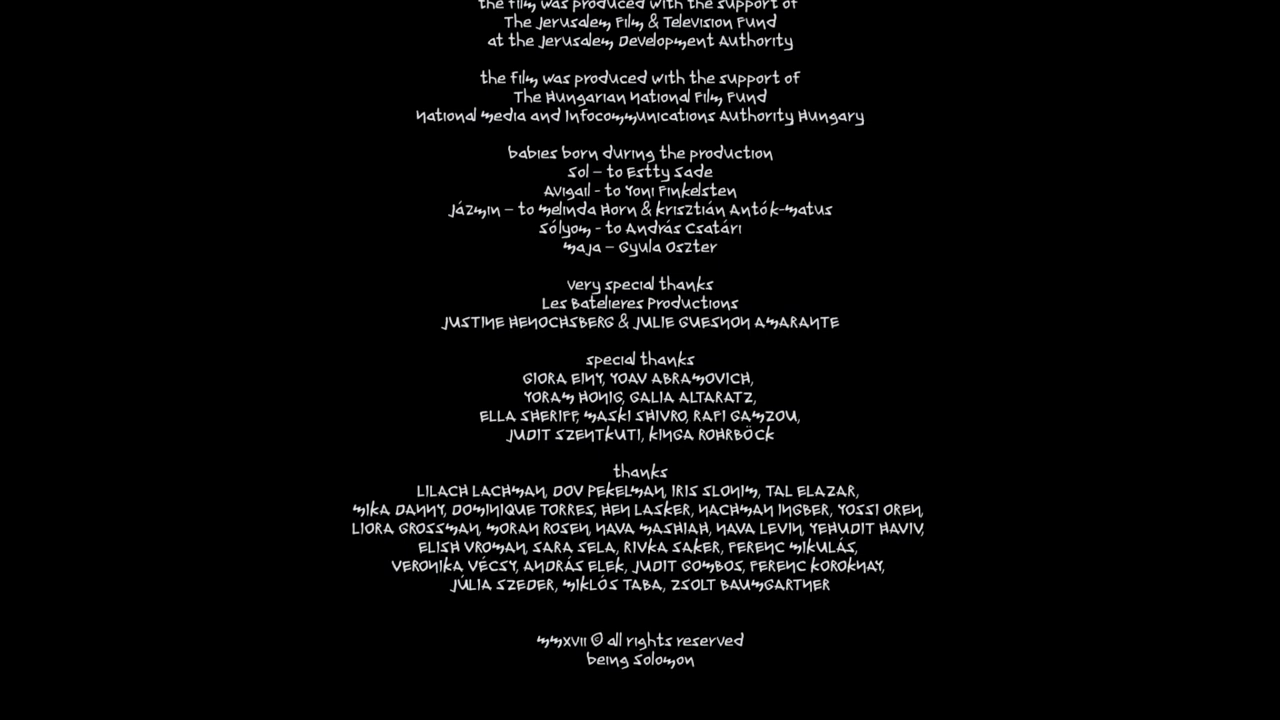 the film was produced with the support of
The Jerusalem Film & Television Fund
at the Jerusalem Development Authority
the film was produced with the support of
The Hungarian National Film Fund
National Media and Infocommunications Authority Hungary
babies born during the production
Sol – to Estty Sade
Avigail - to Yoni Finkelsten
Jázmin – to Melinda Horn & Krisztián Antók-Matus
Sólyom - to András Csatári
Maja – Gyula Oszter
very special thanks
Les Batelieres Productions
JUSTINE HENOCHSBERG & JULIE GUESNON AMARANTE
special thanks
GIORA EINY, YOAV ABRAMOVICH,
YORAM HONIG, GALIA ALTARATZ,
ELLA SHERIFF, MASKI SHIVRO, RAFI GAMZOU,
JUDIT SZENTKUTI, KINGA ROHRBÖCK
thanks
LILACH LACHMAN, DOV PEKELMAN, IRIS SLONIM, TAL ELAZAR,
MIKA DANNY, DOMINIQUE TORRES, HEN LASKER, NACHMAN INGBER, YOSSI OREN,
LIORA GROSSMAN, MORAN ROSEN, NAVA MASHIAH, NAVA LEVIN, YEHUDIT HAVIV,
ELISH VROMAN, SARA SELA, RIVKA SAKER, FERENC MIKULÁS,
VERONIKA VÉCSY, ANDRÁS ELEK, JUDIT GOMBOS, FERENC KOROKNAY,
JÚLIA SZEDER, MIKLÓS TABA, ZSOLT BAUMGARTNER
MMXVII © all rights reserved
being Solomon